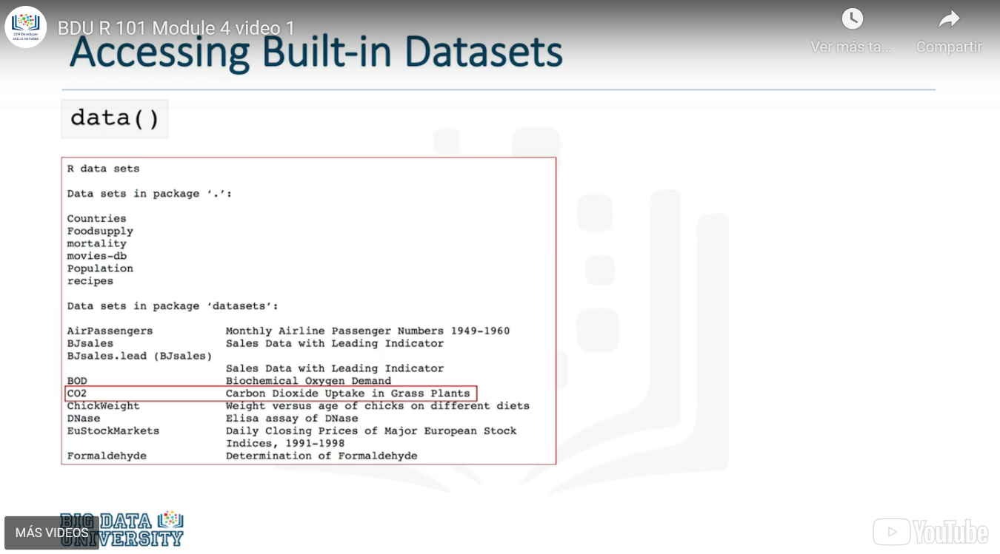 BDU R 101 Module 4 video 1
Ver más ta...
Compartir
IBM Developer
SKILLS NETWORK
Accessing Built-in Datasets
data()
R data sets
Data sets in package ‘.’:
Countries
Foodsupply
mortality
movies-db
Population
recipes
Data sets in package ‘datasets’:
AirPassengers Monthly Airline Passenger Numbers 1949-1960
BJsales Sales Data with Leading Indicator
BJsales.lead (BJsales)
Sales Data with Leading Indicator
BOD Biochemical Oxygen Demand
CO2 Carbon Dioxide Uptake in Grass Plants
ChickWeight Weight versus age of chicks on different diets
DNase Elisa assay of DNase
EuStockMarkets Daily Closing Prices of Major European Stock
Indices, 1991-1998
Formaldehyde Determination of Formaldehyde
BIG DATA
UNIVERSITY
MÁS VIDEOS
YouTube